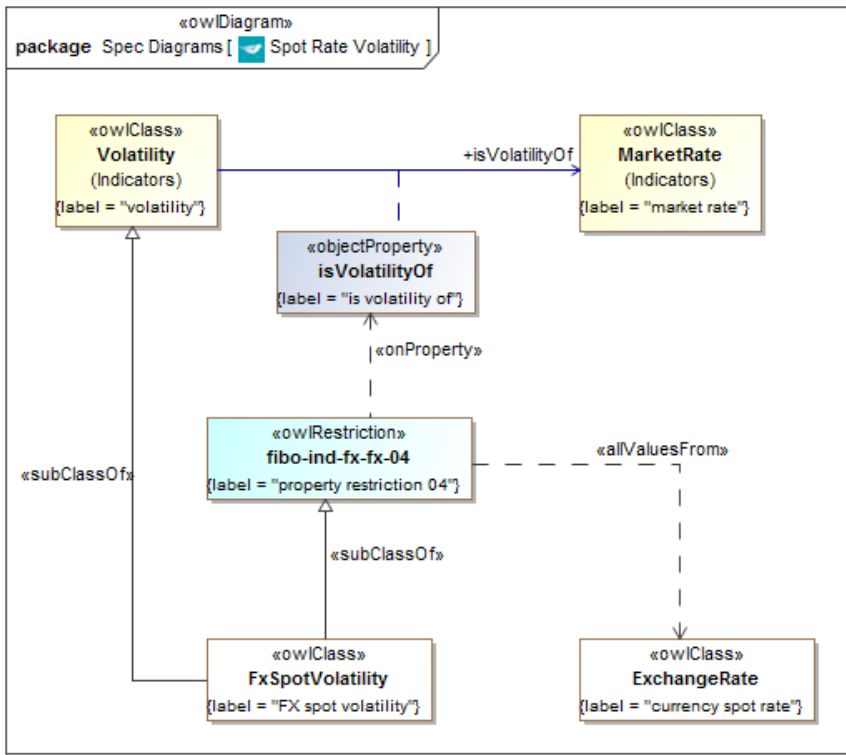 «owlDiagram»
package Spec Diagrams [ Spot Rate Volatility ]
«owlClass»
Volatility
(Indicators)
{label = "volatility"}
+isVolatilityOf
«owlClass»
MarketRate
(Indicators)
{label = "market rate"}
«objectProperty»
isVolatilityOf
{label = "is volatility of"}
«onProperty»
«owlRestriction»
fibo-ind-fx-fx-04
{label = "property restriction 04"}
«allValuesFrom»
«subClassOf»
«subClassOf»
«owlClass»
FxSpotVolatility
{label = "FX spot volatility"}
«owlClass»
ExchangeRate
{label = "currency spot rate"}